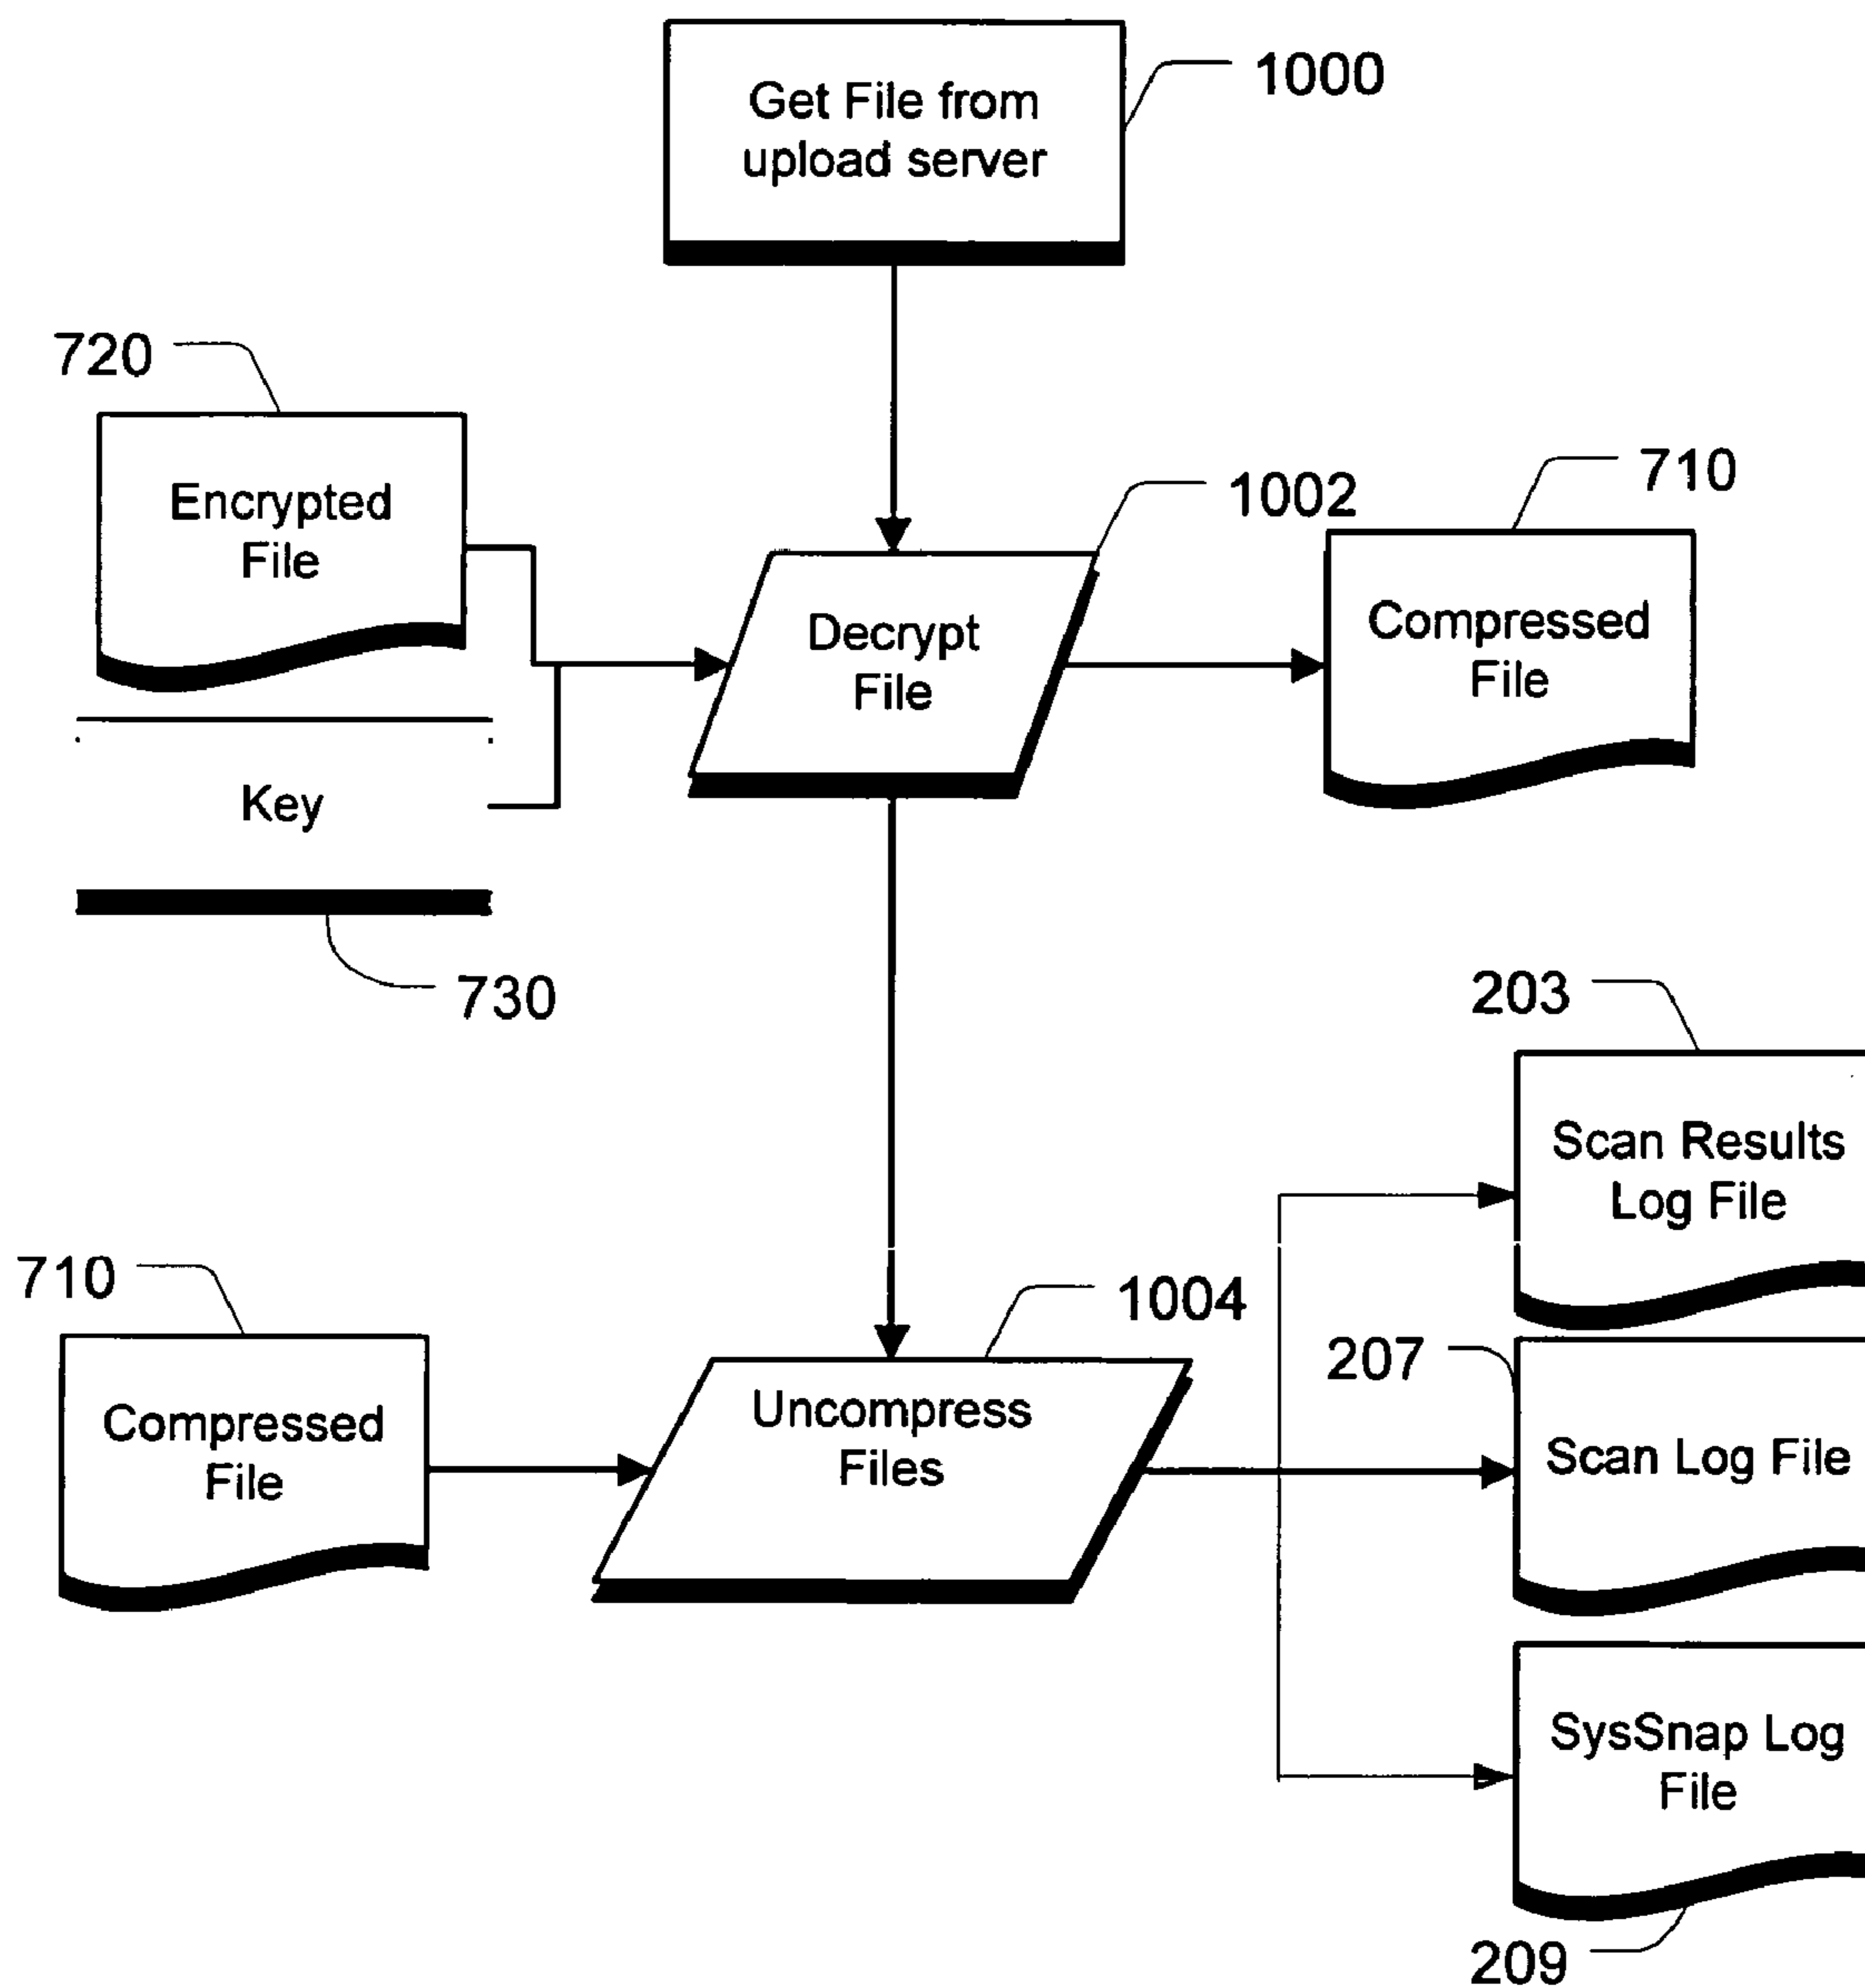 Get File from
upload server
1000
720
Encrypted
File
1002
710
Decrypt
File
Compressed
File
Key
730
203
Scan Results
Log File
710
1004
207
Compressed
File
Uncompress
Files
Scan Log File
SysSnap Log
File
209